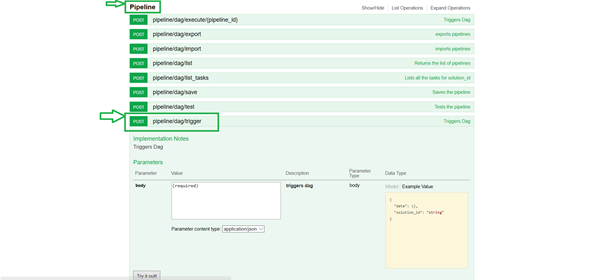 Pipeline
Show/Hide List Operations Expand Operations
POST pipeline/dag/execute/{pipeline_id} Triggers Dag
POST pipeline/dag/export exports pipelines
POST pipeline/dag/import imports pipelines
POST pipeline/dag/list Returns the list of pipelines
POST pipeline/dag/list_tasks Lists all the tasks for solution_id
POST pipeline/dag/save Saves the pipeline
POST pipeline/dag/test Tests the pipeline
POST pipeline/dag/trigger Triggers Dag
Implementation Notes
Triggers Dag
Parameters
Parameter Value Description Parameter Type Data Type
body (required) triggers dag body Model Example Value
{
"data": {},
"solution_id": "string"
}
Parameter content type: application/json
Try it out!